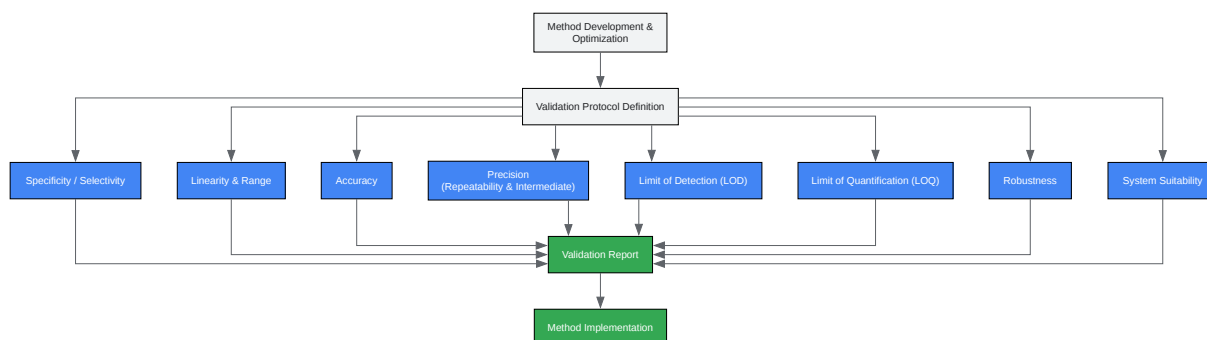 Method Development &
Optimization
Validation Protocol Definition
Specificity / Selectivity
Linearity & Range
Accuracy
Precision
(Repeatability & Intermediate)
Limit of Detection (LOD)
Limit of Quantification (LOQ)
Robustness
System Suitability
Validation Report
Method Implementation